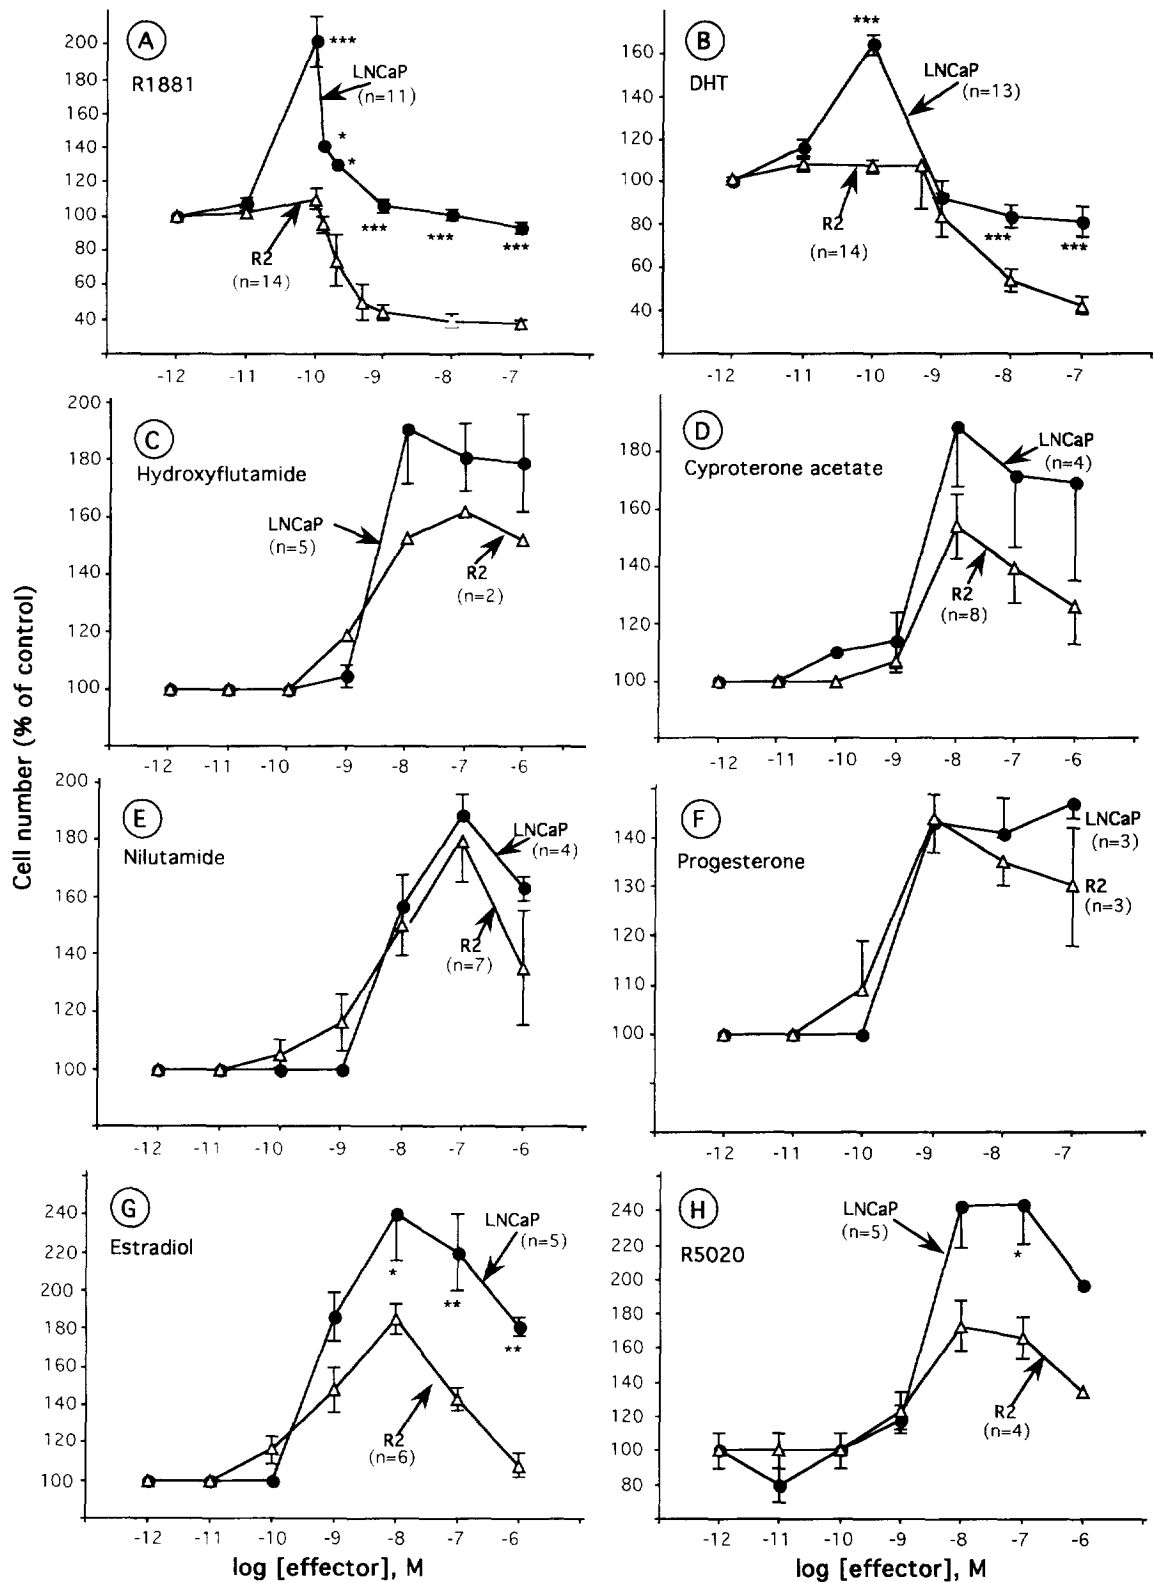 Cell number (% of control)
A
R1881
200
180
160
140
120
100
80
60
40
***
LNCaP
(n=11)
*
*
***
***
***
R2
(n=14)
-12 -11 -10 -9 -8 -7
B
DHT
160
140
120
100
80
60
40
***
LNCaP
(n=13)
R2
(n=14)
***
***
-12 -11 -10 -9 -8 -7
C
Hydroxyflutamide
200
180
160
140
120
100
LNCaP
(n=5)
R2
(n=2)
-12 -11 -10 -9 -8 -7 -6
D
Cyproterone acetate
180
160
140
120
100
LNCaP
(n=4)
R2
(n=8)
-12 -11 -10 -9 -8 -7 -6
E
Nilutamide
200
180
160
140
120
100
LNCaP
(n=4)
R2
(n=7)
-12 -11 -10 -9 -8 -7 -6
F
Progesterone
140
130
120
110
100
LNCaP
(n=3)
R2
(n=3)
-12 -11 -10 -9 -8 -7 -6
G
Estradiol
240
220
200
180
160
140
120
100
LNCaP
(n=5)
*
**
**
R2
(n=6)
-12 -11 -10 -9 -8 -7 -6
log [effector], M
H
R5020
240
220
200
180
160
140
120
100
80
LNCaP
(n=5)
*
R2
(n=4)
-12 -11 -10 -9 -8 -7 -6
log [effector], M